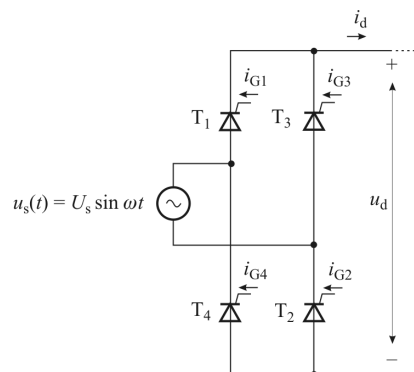 i_d
+
i_G1
i_G3
T_1
T_3
u_s(t) = U_s sin ωt
~
u_d
i_G4
i_G2
T_4
T_2
−